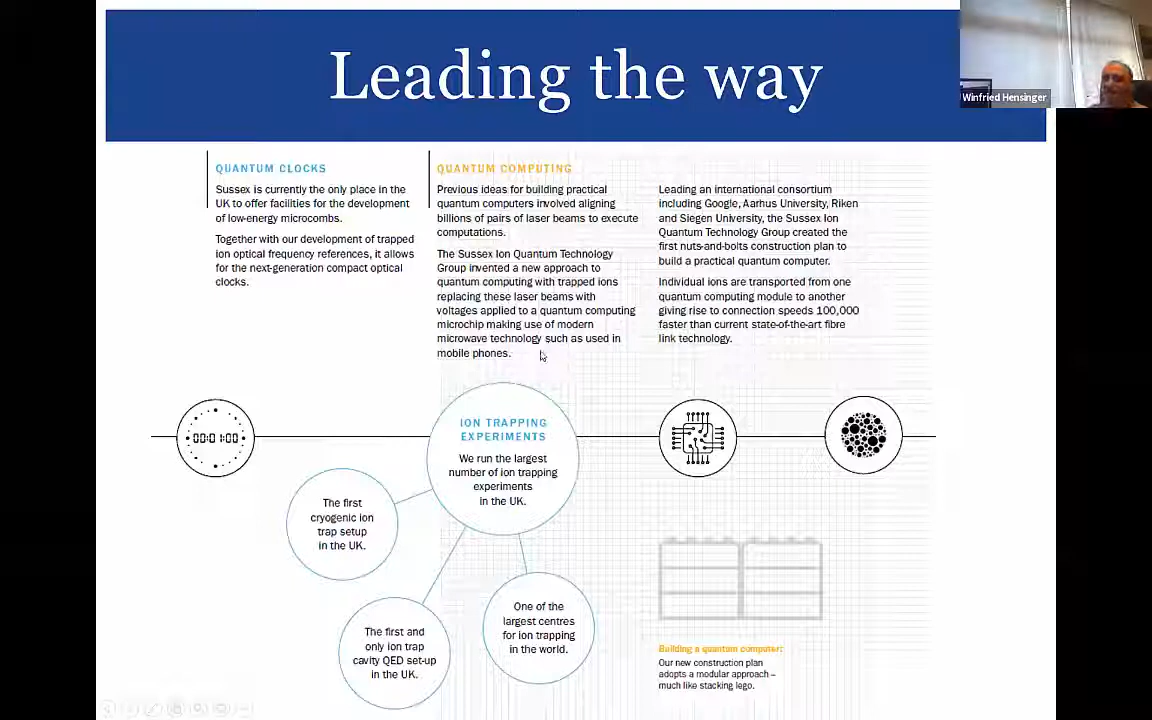 Leading the way
Winfried Hensinger
QUANTUM CLOCKS
Sussex is currently the only place in the
UK to offer facilities for the development
of low-energy microcombs.
Together with our development of trapped
ion optical frequency references, it allows
for the next-generation compact optical
clocks.
QUANTUM COMPUTING
Previous ideas for building practical
quantum computers involved aligning
billions of pairs of laser beams to execute
computations.
The Sussex Ion Quantum Technology
Group invented a new approach to
quantum computing with trapped ions
replacing these laser beams with
voltages applied to a quantum computing
microchip making use of modern
microwave technology such as used in
mobile phones.
Leading an international consortium
including Google, Aarhus University, Riken
and Siegen University, the Sussex Ion
Quantum Technology Group created the
first nuts-and-bolts construction plan to
build a practical quantum computer.
Individual ions are transported from one
quantum computing module to another
giving rise to connection speeds 100,000
faster than current state-of-the-art fibre
link technology.
00:01:00
ION TRAPPING
EXPERIMENTS
We run the largest
number of ion trapping
experiments
in the UK.
The first
cryogenic ion
trap setup
in the UK.
The first and
only ion trap
cavity QED set-up
in the UK.
One of the
largest centres
for ion trapping
in the world.
Building a quantum computer:
Our new construction plan
adopts a modular approach –
much like stacking lego.